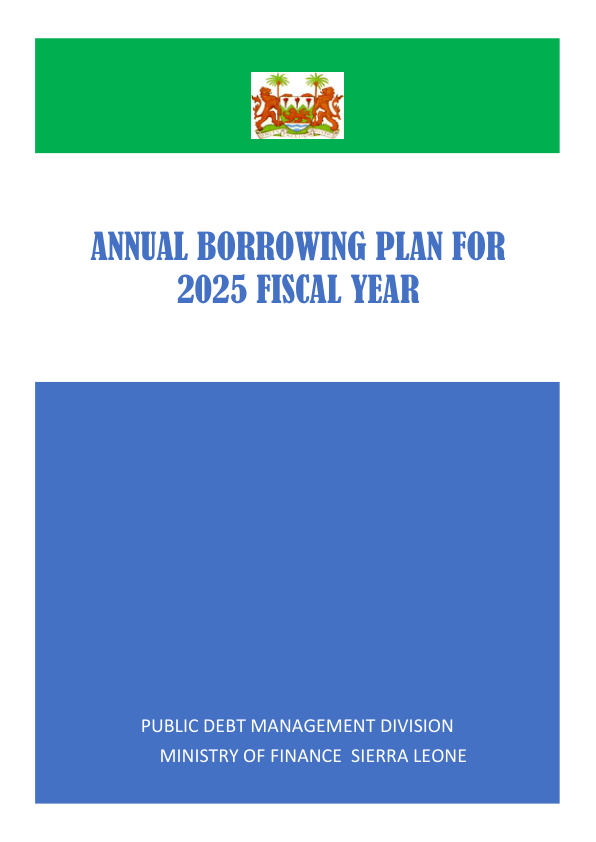 ANNUAL BORROWING PLAN FOR
2025 FISCAL YEAR
PUBLIC DEBT MANAGEMENT DIVISION
MINISTRY OF FINANCE  SIERRA LEONE